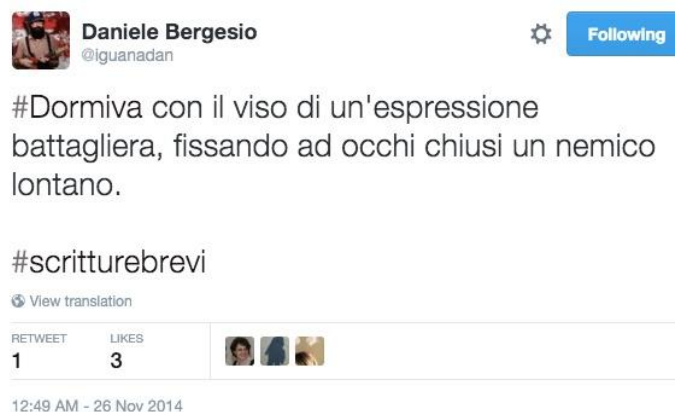 Daniele Bergesio
@iguanadan
Following
#Dormiva con il viso di un'espressione
battagliera, fissando ad occhi chiusi un nemico
lontano.
#scritturebrevi
View translation
RETWEET LIKES
1 3
12:49 AM - 26 Nov 2014